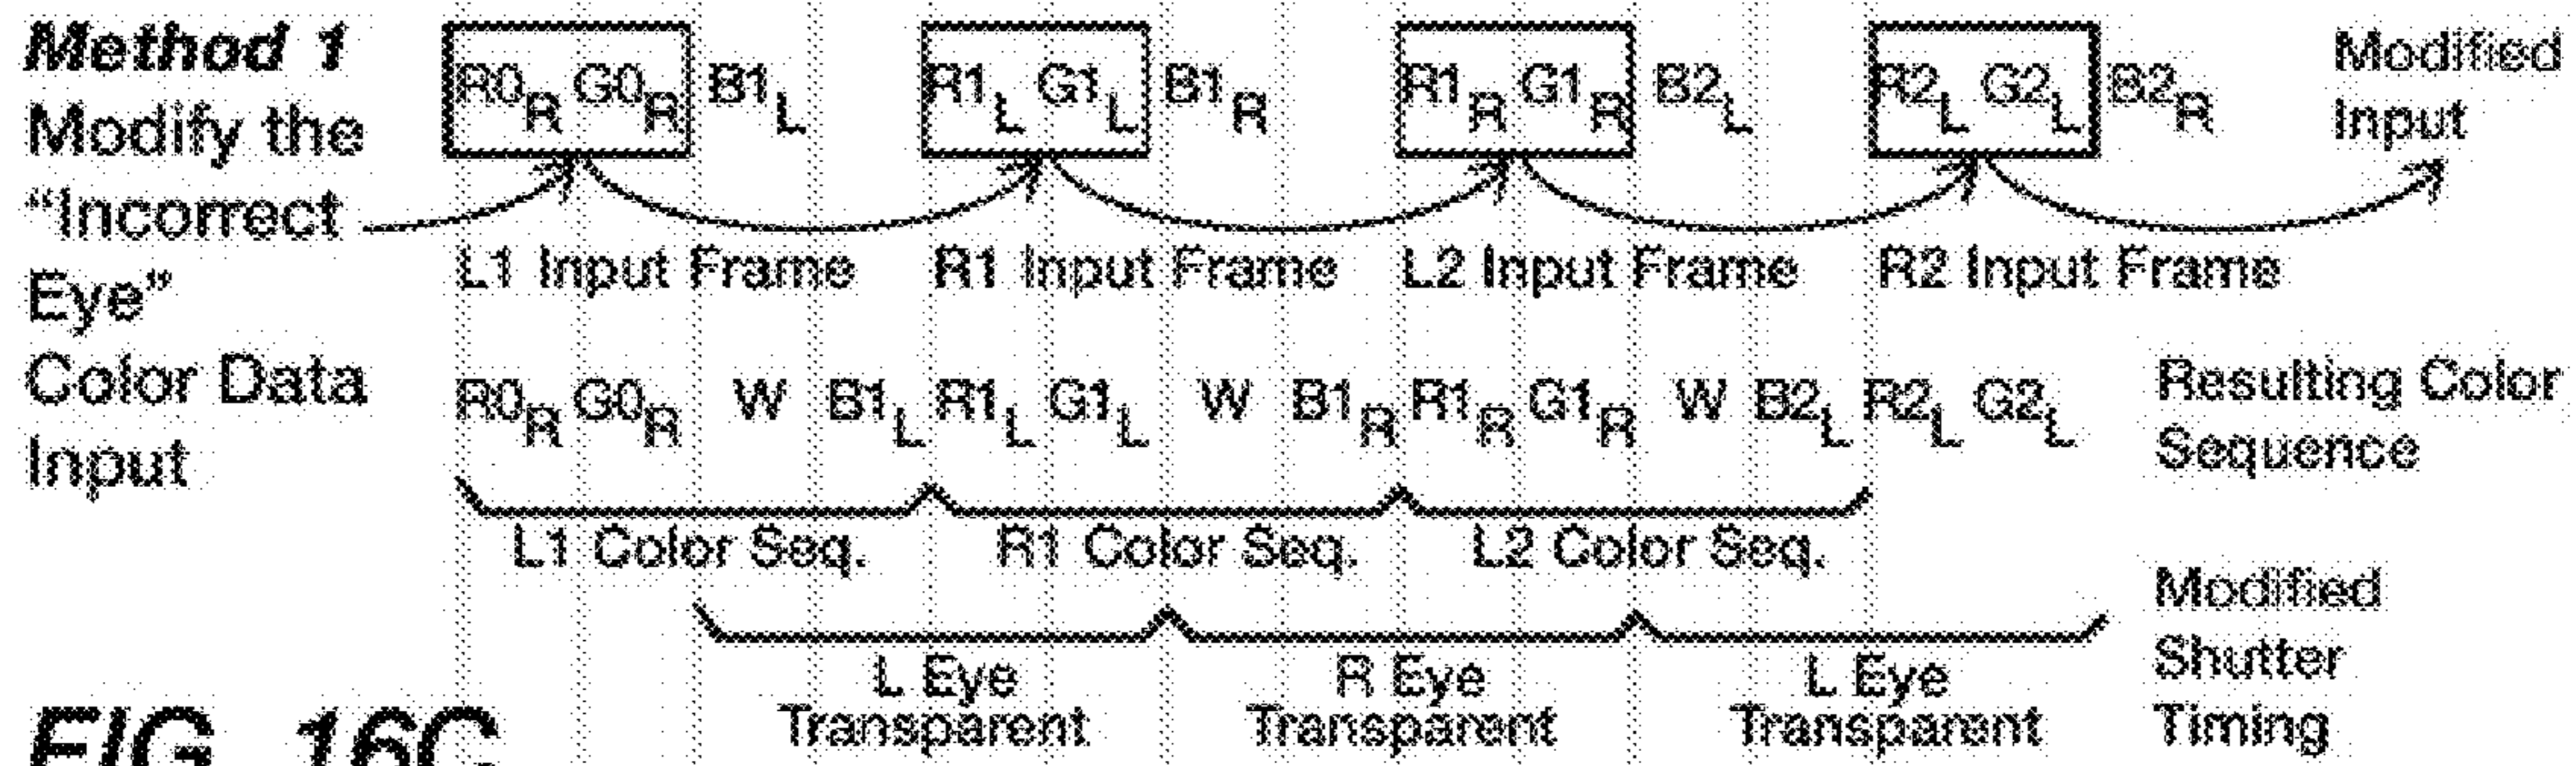 Method 1
Modify the
"Incorrect
Eye"
Color Data
Input
R0R G0R B1L R1L G1L B1R R1R G1R B2L R2L G2L B2R
Modified
Input
L1 Input Frame R1 Input Frame L2 Input Frame R2 Input Frame
R0R G0R W B1L R1L G1L W B1R R1R G1R W B2L R2L G2L
Resulting Color
Sequence
L1 Color Seq. R1 Color Seq. L2 Color Seq.
L Eye
Transparent
R Eye
Transparent
L Eye
Transparent
Modified
Shutter
Timing
FIG. 16C